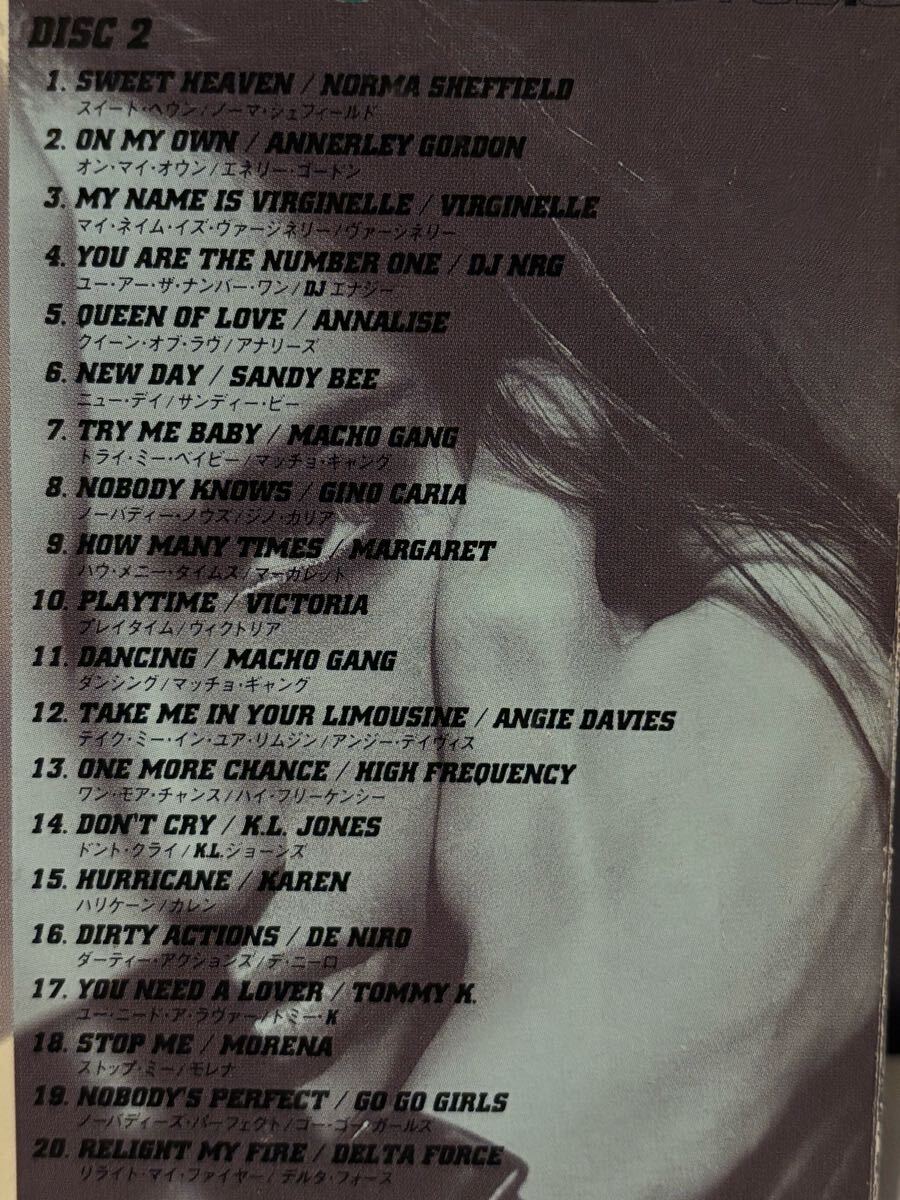 DISC 2
1. SWEET HEAVEN / NORMA SHEFFIELD
スイート・ヘヴン/ノーマ・シェフィールド
2. ON MY OWN / ANNERLEY GORDON
オン・マイ・オウン/エネリー・ゴードン
3. MY NAME IS VIRGINELLE / VIRGINELLE
マイ・ネイム・イズ・ヴァージネリー/ヴァージネリー
4. YOU ARE THE NUMBER ONE / DJ NRG
ユー・アー・ザ・ナンバー・ワン/DJエナジー
5. QUEEN OF LOVE / ANNALISE
クイーン・オブ・ラヴ/アナリーズ
6. NEW DAY / SANDY BEE
ニュー・デイ/サンディー・ビー
7. TRY ME BABY / MACHO GANG
トライ・ミー・ベイビー/マッチョ・ギャング
8. NOBODY KNOWS / GINO CARIA
ノーバディー・ノウズ/ジノ・カリア
9. HOW MANY TIMES / MARGARET
ハウ・メニー・タイムス/マーガレット
10. PLAYTIME / VICTORIA
プレイタイム/ヴィクトリア
11. DANCING / MACHO GANG
ダンシング/マッチョ・ギャング
12. TAKE ME IN YOUR LIMOUSINE / ANGIE DAVIES
テイク・ミー・イン・ユア・リムジン/アンジー・デイヴィス
13. ONE MORE CHANCE / HIGH FREQUENCY
ワン・モア・チャンス/ハイ・フリーケンシー
14. DON'T CRY / K.L. JONES
ドント・クライ/K.L.ジョーンズ
15. HURRICANE / KAREN
ハリケーン/カレン
16. DIRTY ACTIONS / DE NIRO
ダーティー・アクションズ/デ・ニーロ
17. YOU NEED A LOVER / TOMMY K.
ユー・ニード・ア・ラヴァー/トミー・K
18. STOP ME / MORENA
ストップ・ミー/モレナ
19. NOBODY'S PERFECT / GO GO GIRLS
ノーバディーズ・パーフェクト/ゴー・ゴー・ガールズ
20. RELIGHT MY FIRE / DELTA FORCE
リライト・マイ・ファイヤー/デルタ・フォース